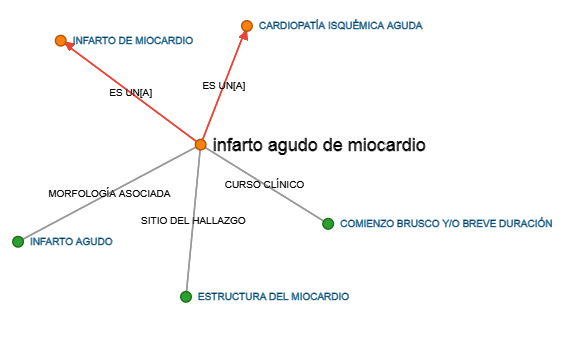 CARDIOPATÍA ISQUÉMICA AGUDA
INFARTO DE MIOCARDIO
ES UN[A]
ES UN[A]
infarto agudo de miocardio
CURSO CLÍNICO
MORFOLOGÍA ASOCIADA
SITIO DEL HALLAZGO
COMIENZO BRUSCO Y/O BREVE DURACIÓN
INFARTO AGUDO
ESTRUCTURA DEL MIOCARDIO